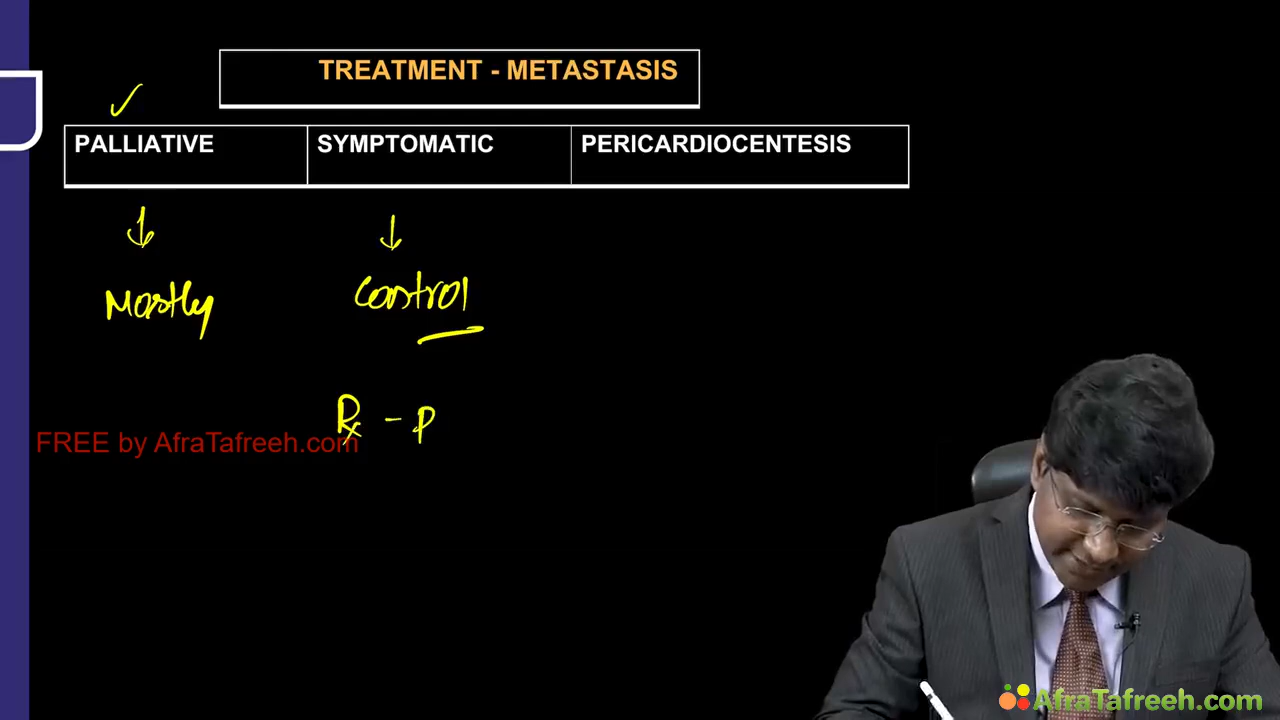 TREATMENT - METASTASIS
PALLIATIVE SYMPTOMATIC PERICARDIOCENTESIS
Mostly Control
Rx - P
FREE by AfraTafreeh.com
AfraTafreeh.com